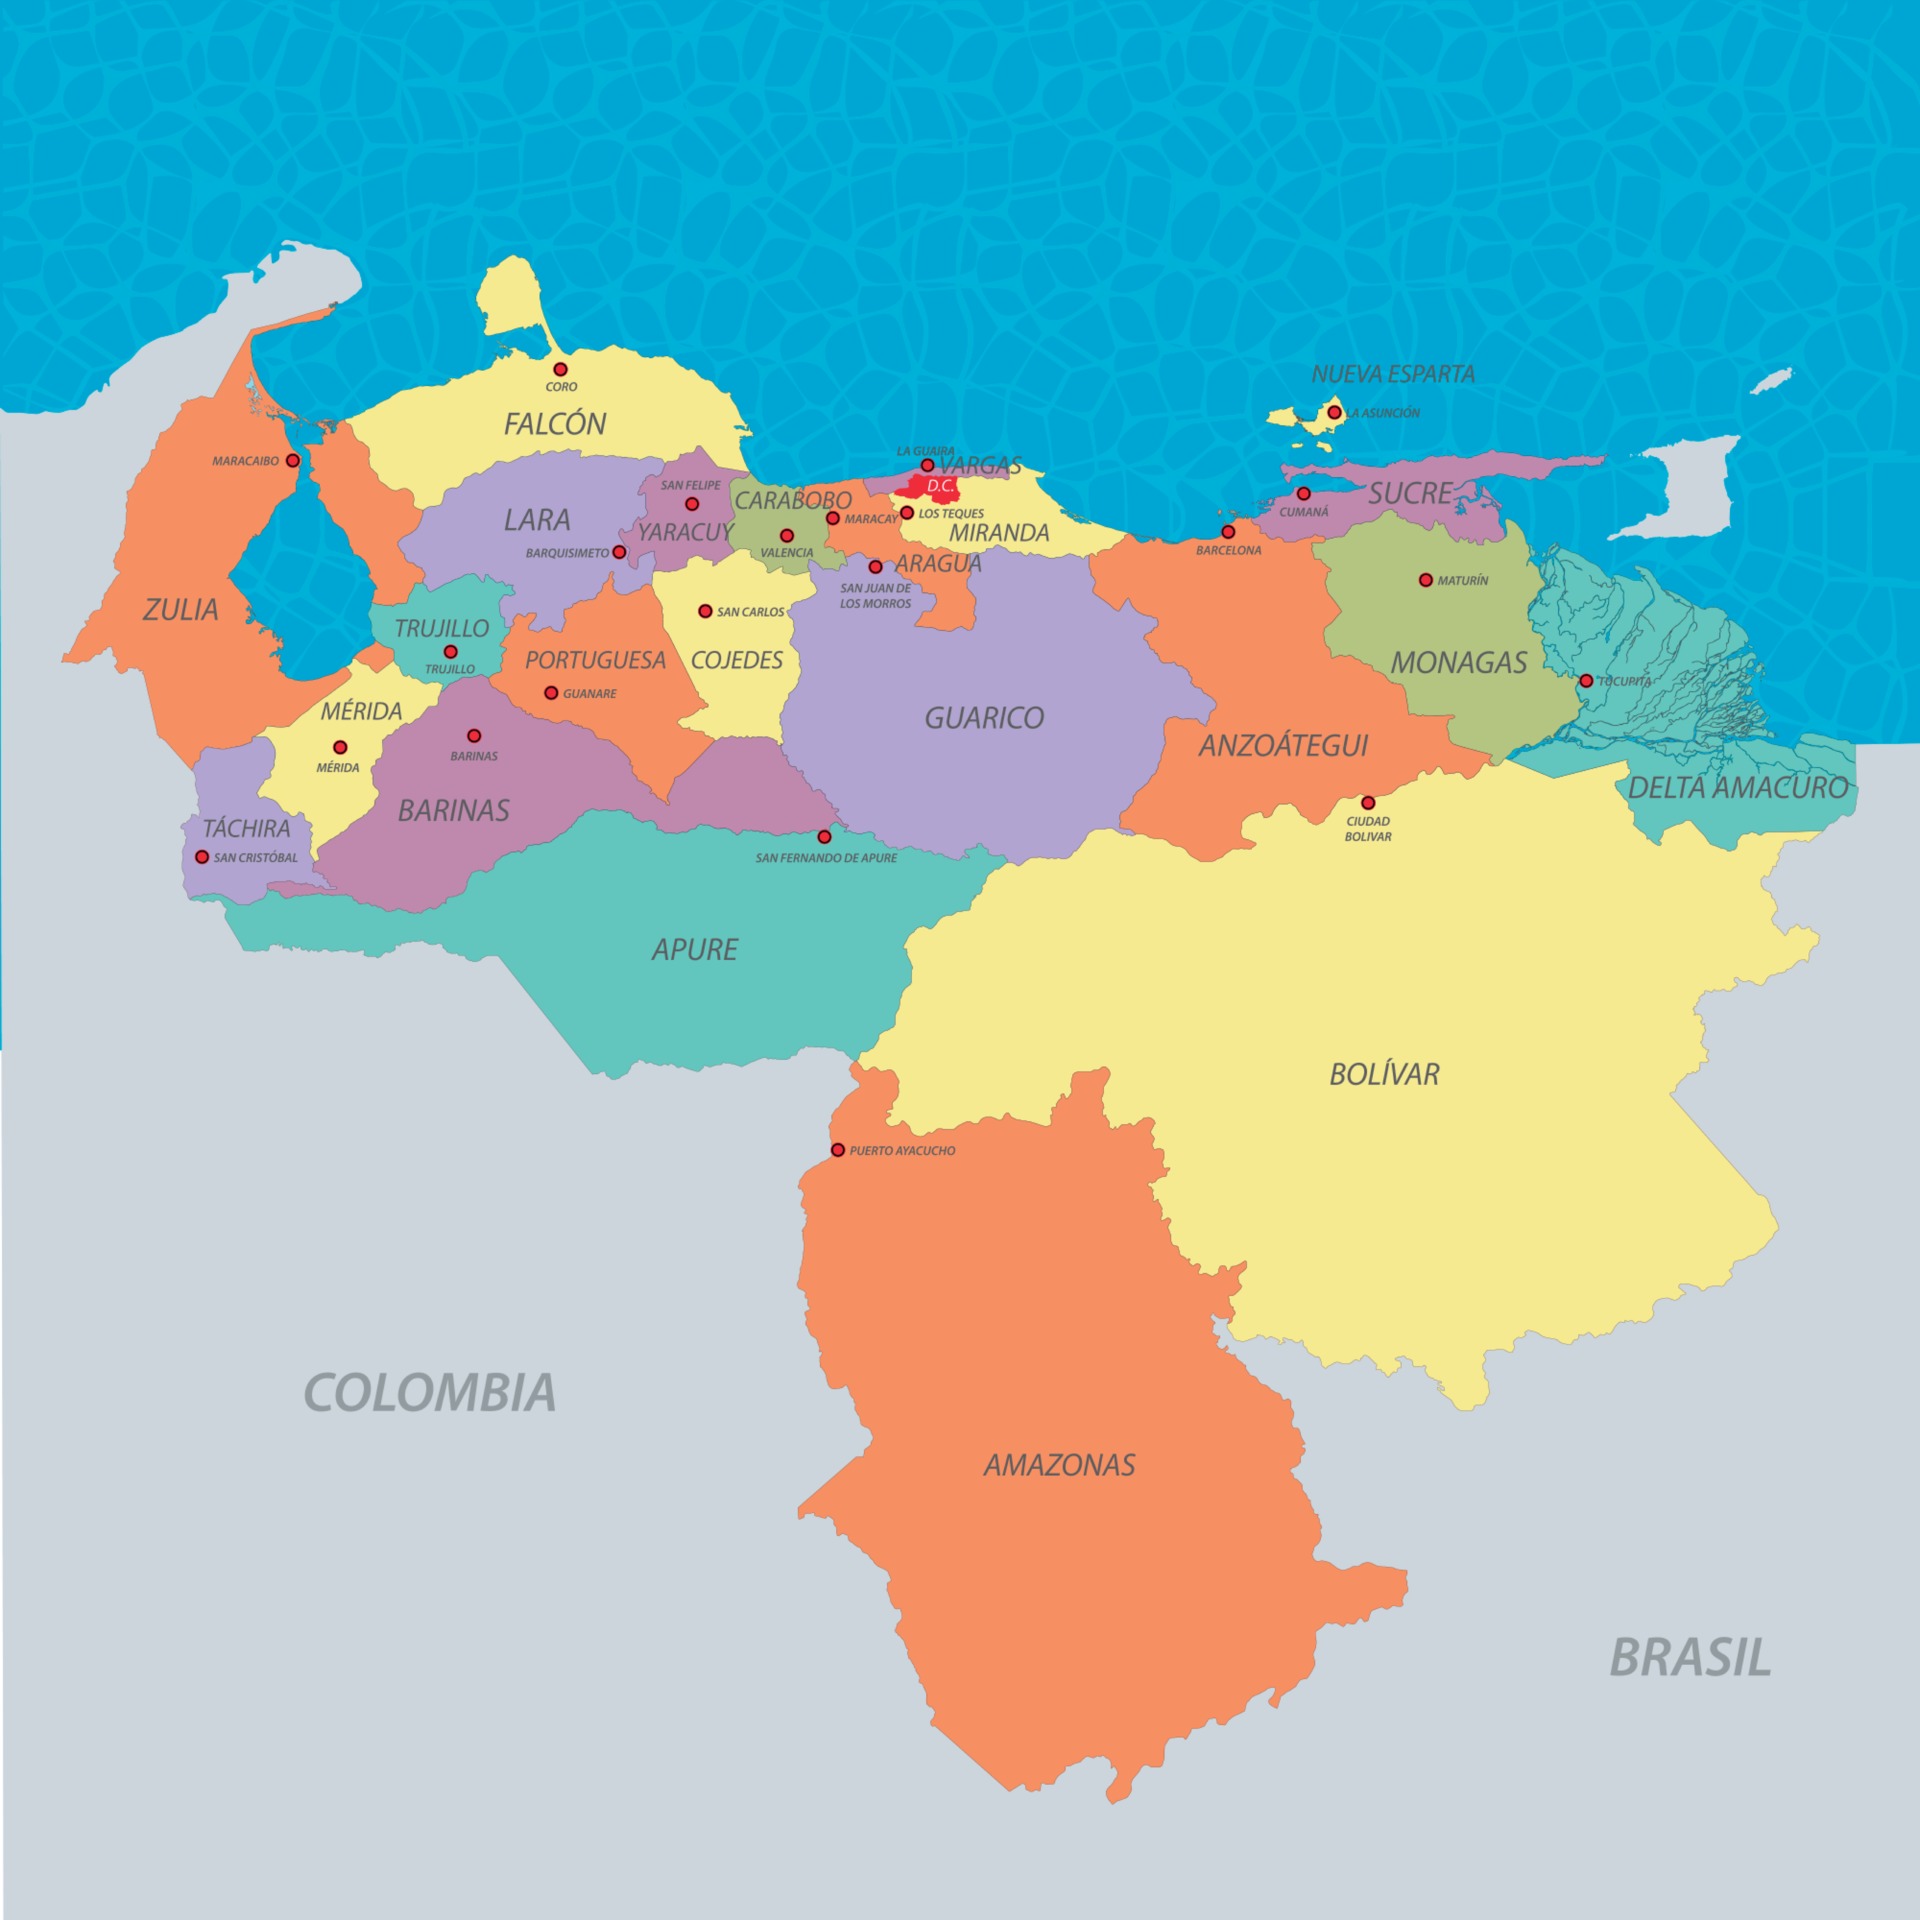 NUEVA ESPARTA
LA ASUNCIÓN
CORO
FALCÓN
MARACAIBO
LA GUAIRA
VARGAS
D.C.
SAN FELIPE
CARABOBO
LARA
YARACUY
MARACAY
LOS TEQUES
MIRANDA
SUCRE
CUMANÁ
BARQUISIMETO
VALENCIA
BARCELONA
ARAGUA
SAN JUAN DE
LOS MORROS
MATURÍN
ZULIA
TRUJILLO
TRUJILLO
SAN CARLOS
PORTUGUESA
COJEDES
MONAGAS
TUCUPITA
GUANARE
MÉRIDA
MÉRIDA
BARINAS
GUARICO
ANZOÁTEGUI
DELTA AMACURO
BARINAS
TÁCHIRA
SAN CRISTÓBAL
CIUDAD
BOLIVAR
SAN FERNANDO DE APURE
APURE
BOLÍVAR
PUERTO AYACUCHO
COLOMBIA
AMAZONAS
BRASIL